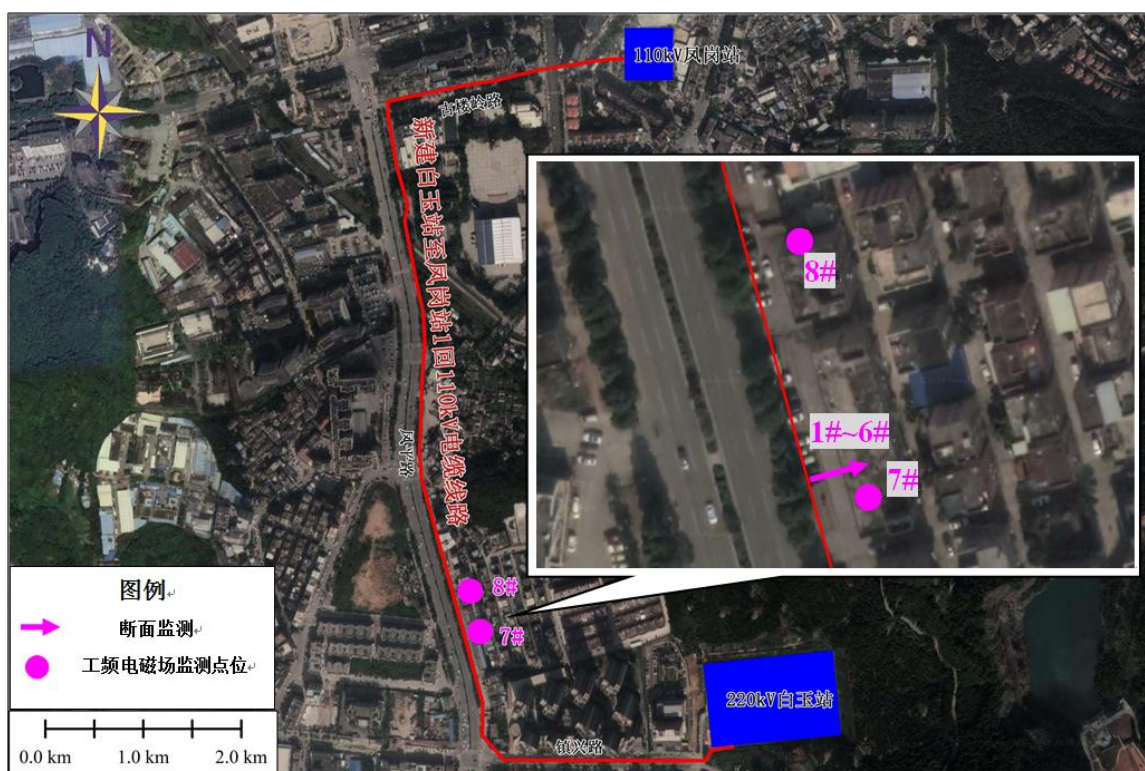 N
110kV凤岗站
古楼岭路
新建白玉站至凤岗站1回110kV电缆线路
凤平路
8#
1#~6#
7#
8#
7#
220kV白玉站
镇兴路
图例
断面监测
工频电磁场监测点位
0.0 km 1.0 km 2.0 km